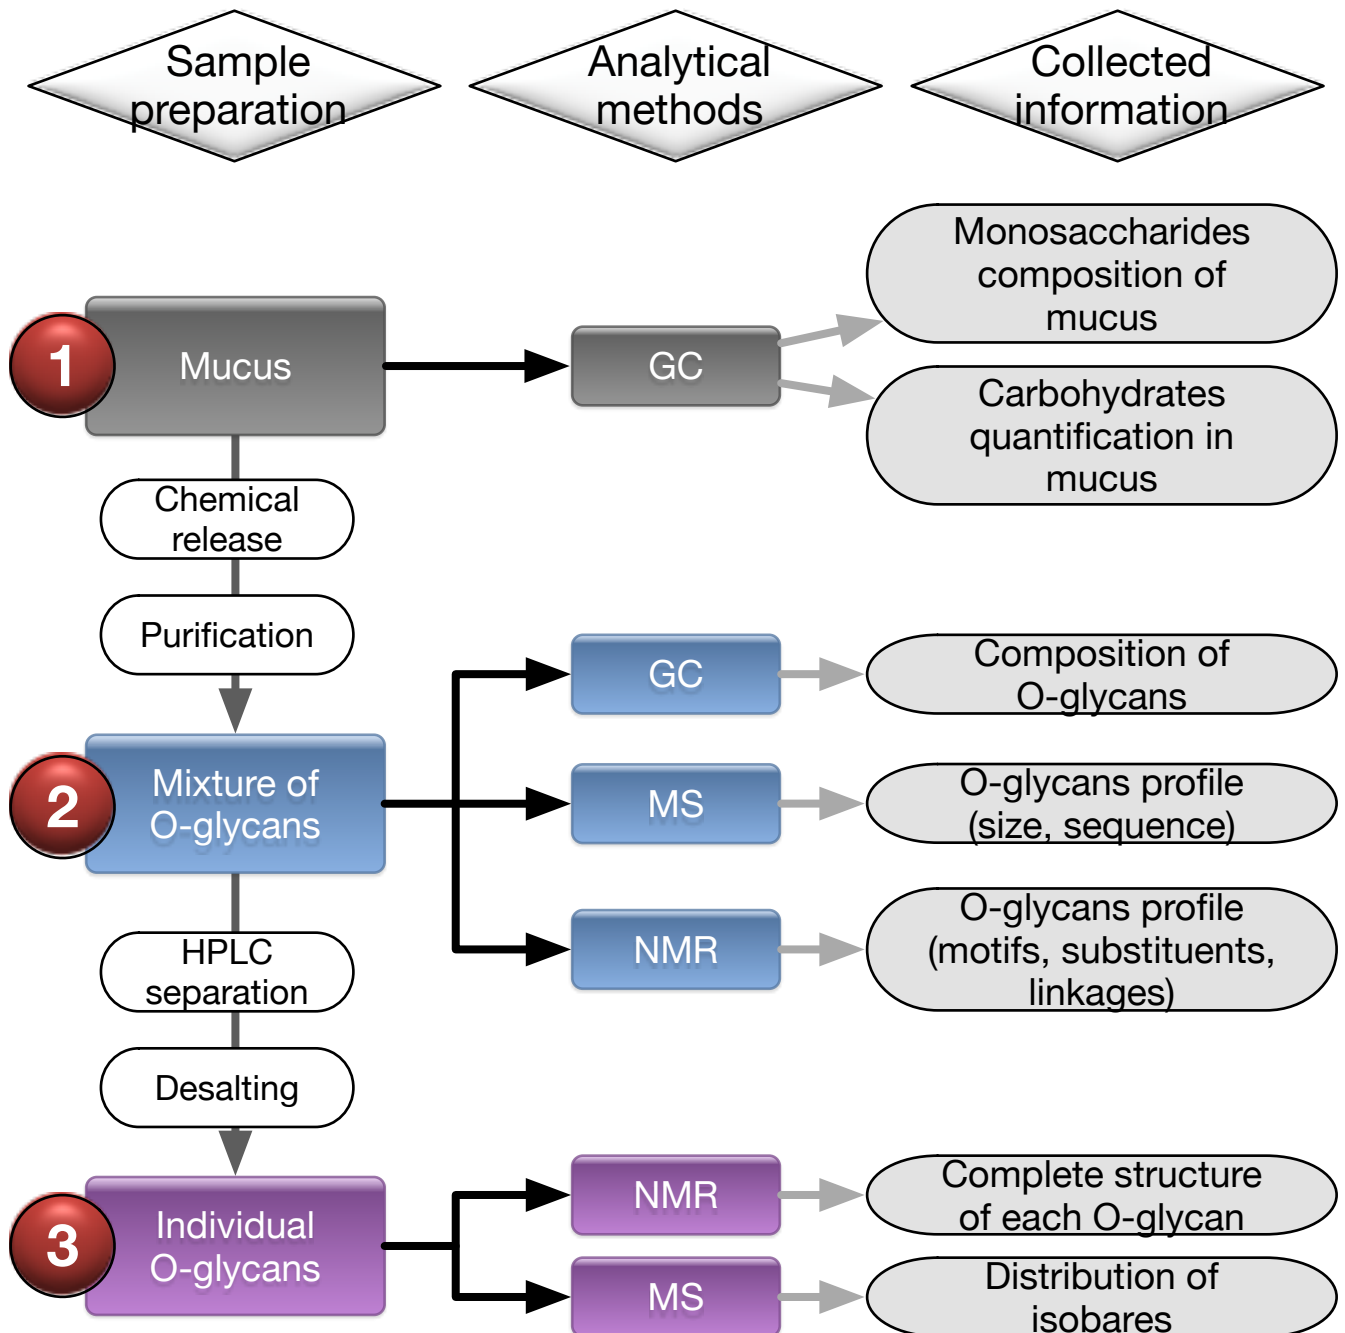 Sample
preparation
Analytical
methods
Collected
information
1
Mucus
GC
Monosaccharides
composition of
mucus
Carbohydrates
quantification in
mucus
Chemical
release
Purification
2
Mixture of
O-glycans
GC
Composition of
O-glycans
MS
O-glycans profile
(size, sequence)
NMR
O-glycans profile
(motifs, substituents,
linkages)
HPLC
separation
Desalting
3
Individual
O-glycans
NMR
Complete structure
of each O-glycan
MS
Distribution of
isobares